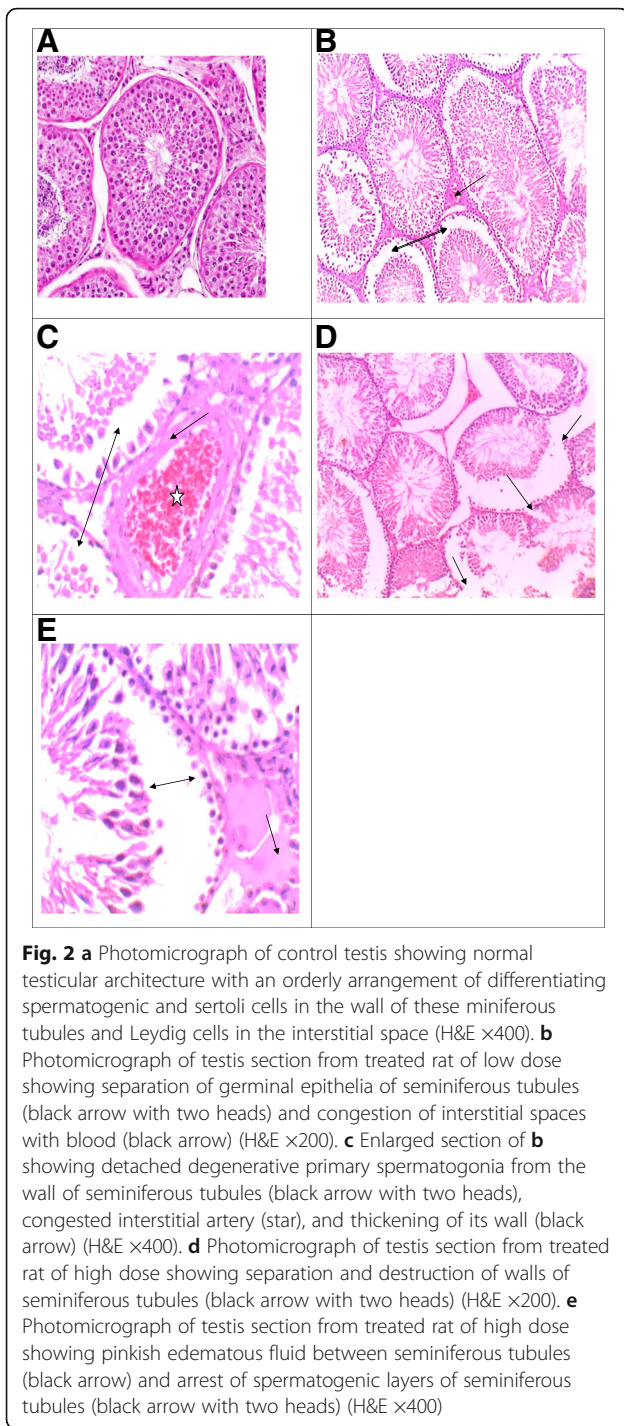 A
B
C
D
E
Fig. 2 a Photomicrograph of control testis showing normal
testicular architecture with an orderly arrangement of differentiating
spermatogenic and sertoli cells in the wall of these miniferous
tubules and Leydig cells in the interstitial space (H&E ×400). b
Photomicrograph of testis section from treated rat of low dose
showing separation of germinal epithelia of seminiferous tubules
(black arrow with two heads) and congestion of interstitial spaces
with blood (black arrow) (H&E ×200). c Enlarged section of b
showing detached degenerative primary spermatogonia from the
wall of seminiferous tubules (black arrow with two heads),
congested interstitial artery (star), and thickening of its wall (black
arrow) (H&E ×400). d Photomicrograph of testis section from treated
rat of high dose showing separation and destruction of walls of
seminiferous tubules (black arrow with two heads) (H&E ×200). e
Photomicrograph of testis section from treated rat of high dose
showing pinkish edematous fluid between seminiferous tubules
(black arrow) and arrest of spermatogenic layers of seminiferous
tubules (black arrow with two heads) (H&E ×400)